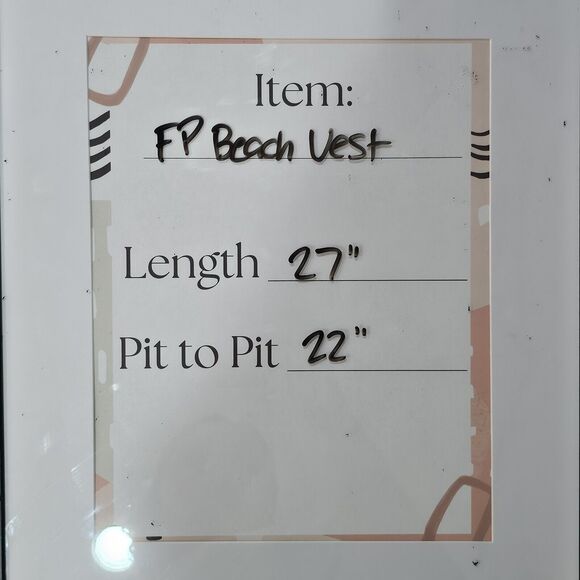 Item:
FP Beach Vest
Length 27"
Pit to Pit 22"